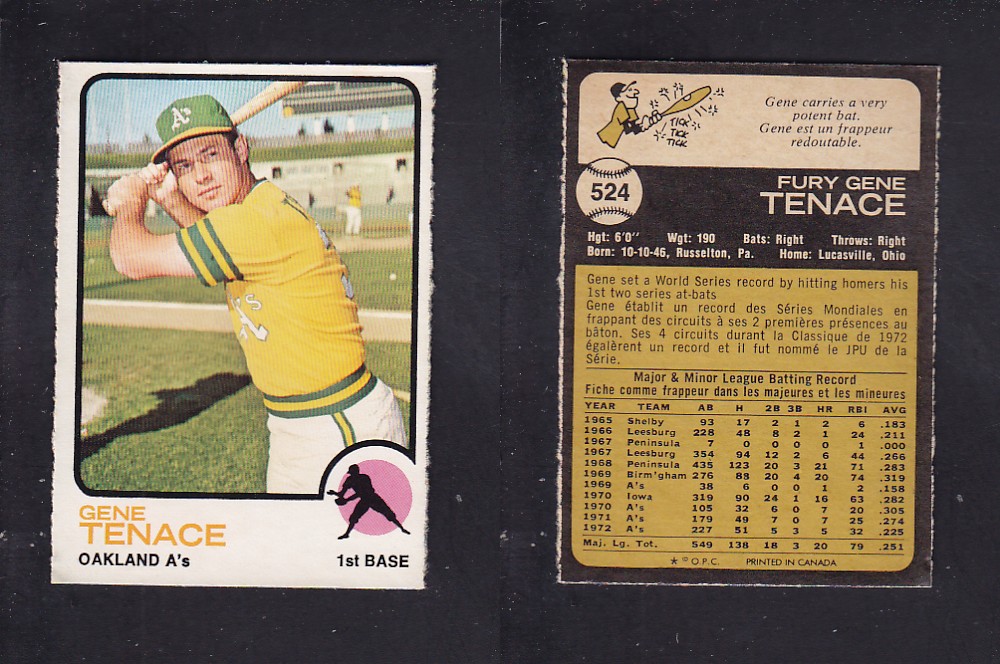 A's
A's
GENE
TENACE
OAKLAND A's
1st BASE
Gene carries a very
potent bat.
Gene est un frappeur
redoutable.
TICK!
TICK
TICK
524
FURY GENE
TENACE
Hgt: 6'0" Wgt: 190 Bats: Right Throws: Right
Born: 10-10-46, Russelton, Pa. Home: Lucasville, Ohio
Gene set a World Series record by hitting homers his
1st two series at-bats
Gene établit un record des Séries Mondiales en
frappant des circuits à ses 2 premières présences au
bâton. Ses 4 circuits durant la Classique de 1972
égalèrent un record et il fut nommé le JPU de la
Série.
Major & Minor League Batting Record
Fiche comme frappeur dans les majeures et les mineures
YEAR TEAM AB H 2B 3B HR RBI AVG
1965 Shelby 93 17 2 1 2 6 .183
1966 Leesburg 228 48 8 2 1 24 .211
1967 Peninsula 7 0 0 0 0 1 .000
1967 Leesburg 354 94 12 2 6 44 .266
1968 Peninsula 435 123 20 3 21 71 .283
1969 Birm'gham 276 88 20 4 20 74 .319
1969 A's 38 6 0 0 1 2 .158
1970 Iowa 319 90 24 1 16 63 .282
1970 A's 105 32 6 0 7 20 .305
1971 A's 179 49 7 0 7 25 .274
1972 A's 227 51 5 3 5 32 .225
Maj. Lg. Tot. 549 138 18 3 20 79 .251
* © O.P.C. PRINTED IN CANADA